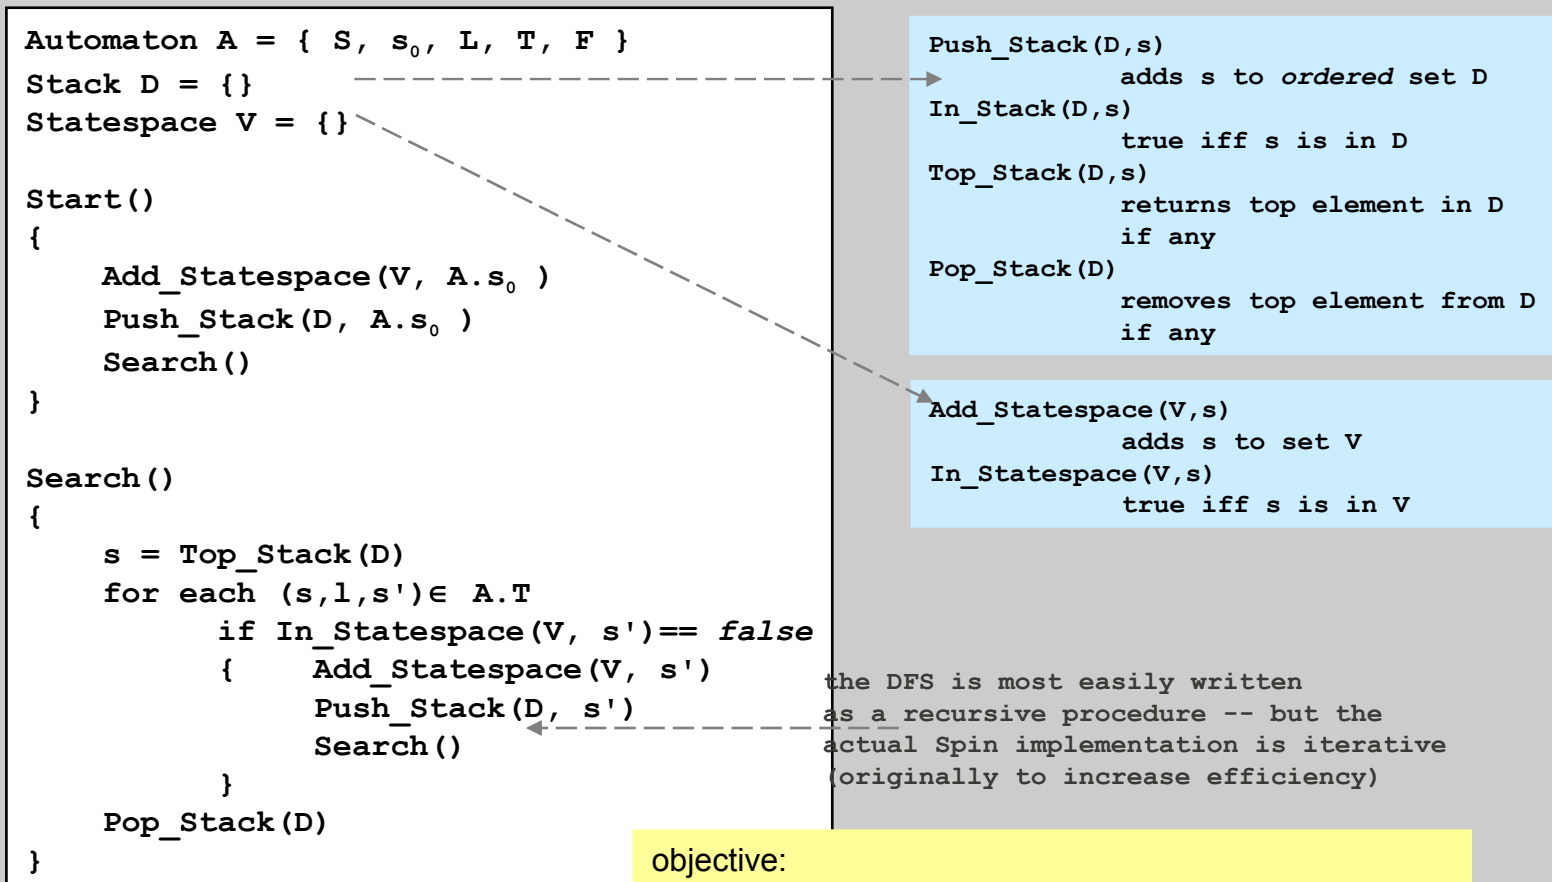 Automaton A = { S, s₀, L, T, F }
Stack D = {}
Statespace V = {}
Start()
{
Add_Statespace(V, A.s₀ )
Push_Stack(D, A.s₀ )
Search()
}
Search()
{
s = Top_Stack(D)
for each (s,l,s')∈ A.T
if In_Statespace(V, s')== false
{ Add_Statespace(V, s')
Push_Stack(D, s')
Search()
}
Pop_Stack(D)
}
Push_Stack(D,s)
adds s to ordered set D
In_Stack(D,s)
true iff s is in D
Top_Stack(D,s)
returns top element in D
if any
Pop_Stack(D)
removes top element from D
if any
Add_Statespace(V,s)
adds s to set V
In_Statespace(V,s)
true iff s is in V
the DFS is most easily written
as a recursive procedure -- but the
actual Spin implementation is iterative
(originally to increase efficiency)
objective: